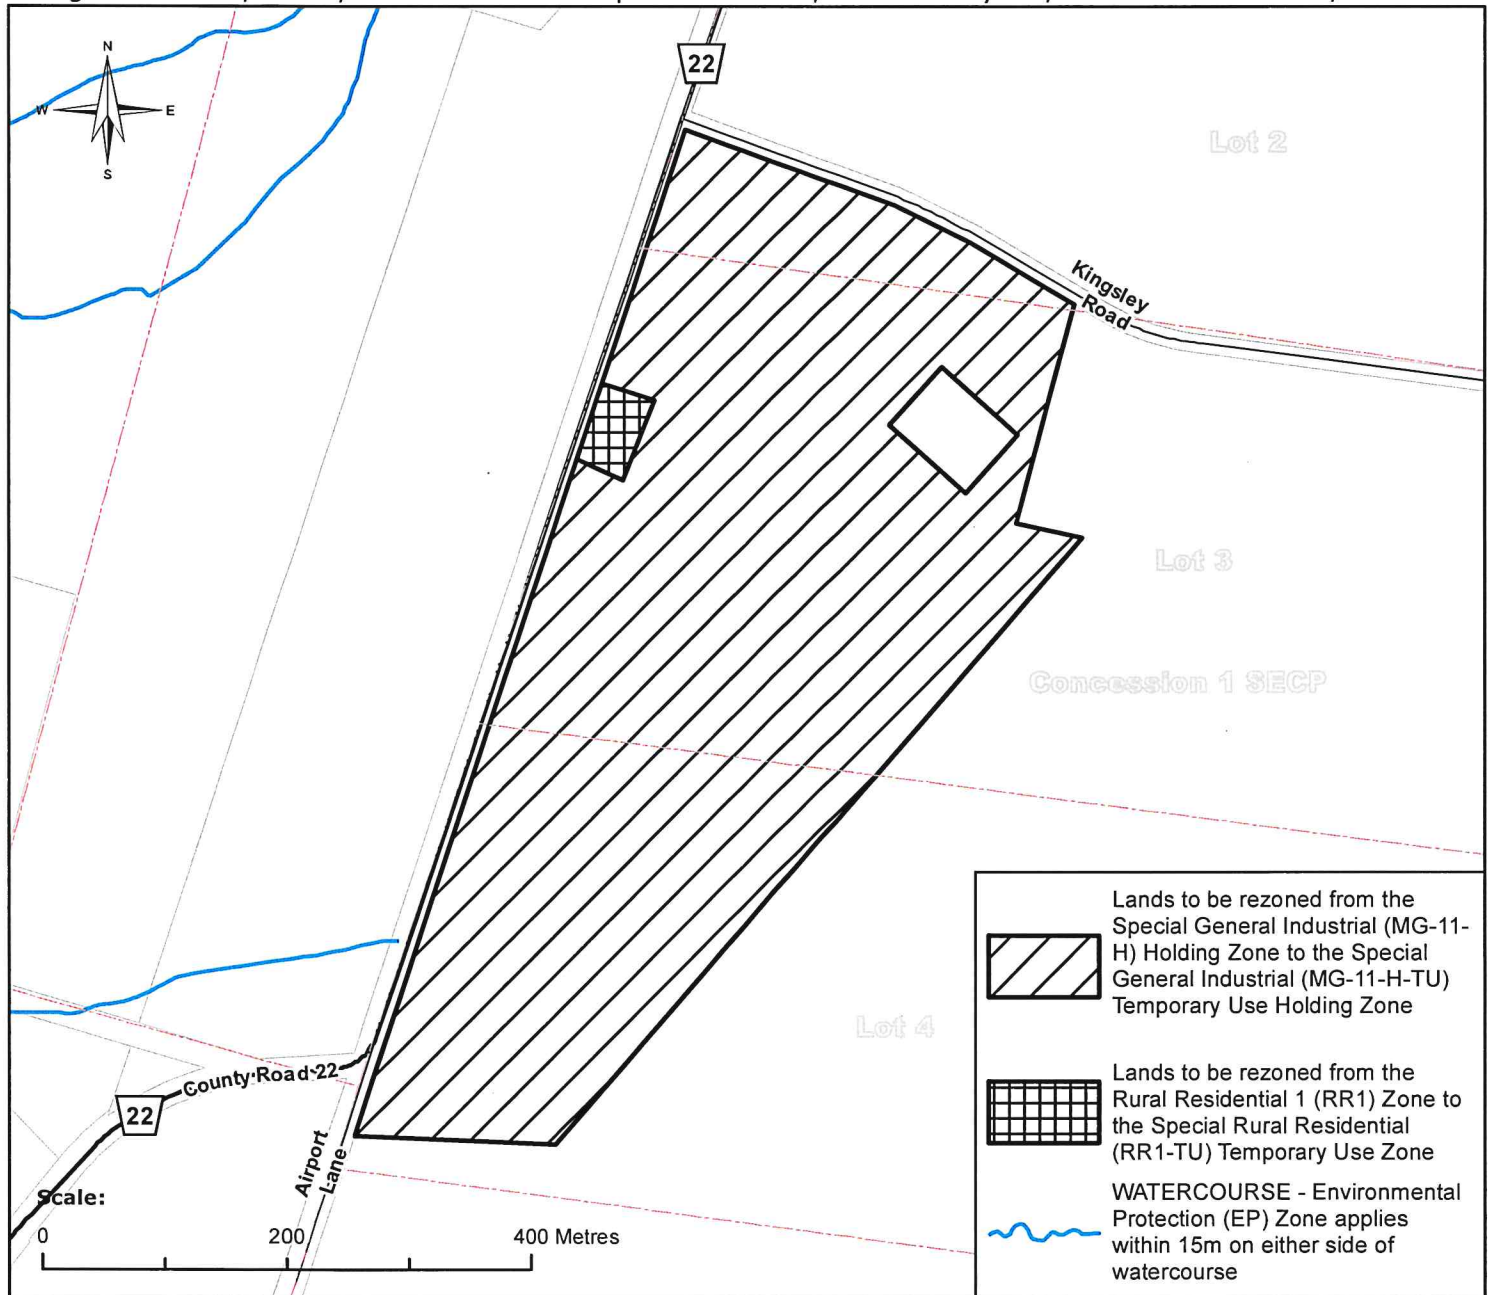 N
W E
S
22
Lot 2
Kingsley
Road
Lot 3
Concession 1 SECP
Lot 4
County Road 22
22
Airport
Lane
Scale:
0 200 400 Metres
Lands to be rezoned from the
Special General Industrial (MG-11-
H) Holding Zone to the Special
General Industrial (MG-11-H-TU)
Temporary Use Holding Zone
Lands to be rezoned from the
Rural Residential 1 (RR1) Zone to
the Special Rural Residential
(RR1-TU) Temporary Use Zone
WATERCOURSE - Environmental
Protection (EP) Zone applies
within 15m on either side of
watercourse